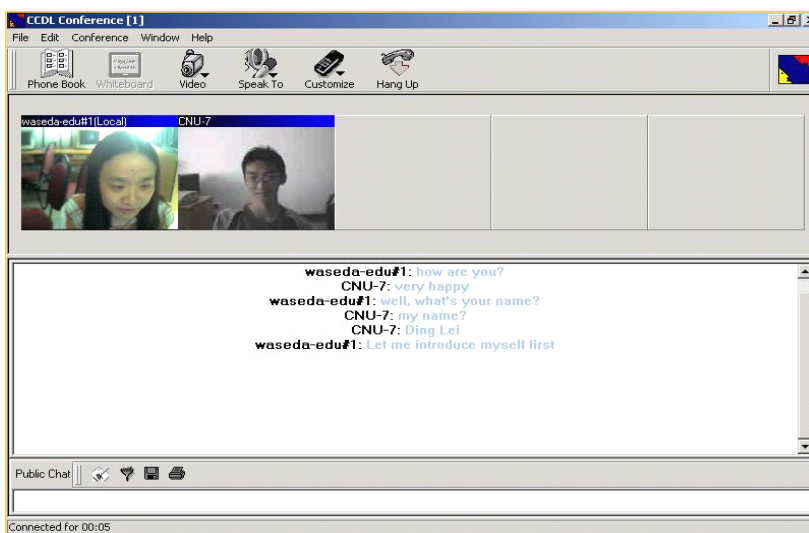 CCDL Conference [1]
File Edit Conference Window Help
Phone Book Whiteboard Video Speak To Customize Hang Up
waseda-edu#1(Local) CNU-7
waseda-edu#1: how are you?
CNU-7: very happy
waseda-edu#1: well, what's your name?
CNU-7: my name?
CNU-7: Ding Lei
waseda-edu#1: Let me introduce myself first
Public Chat
Connected for 00:05